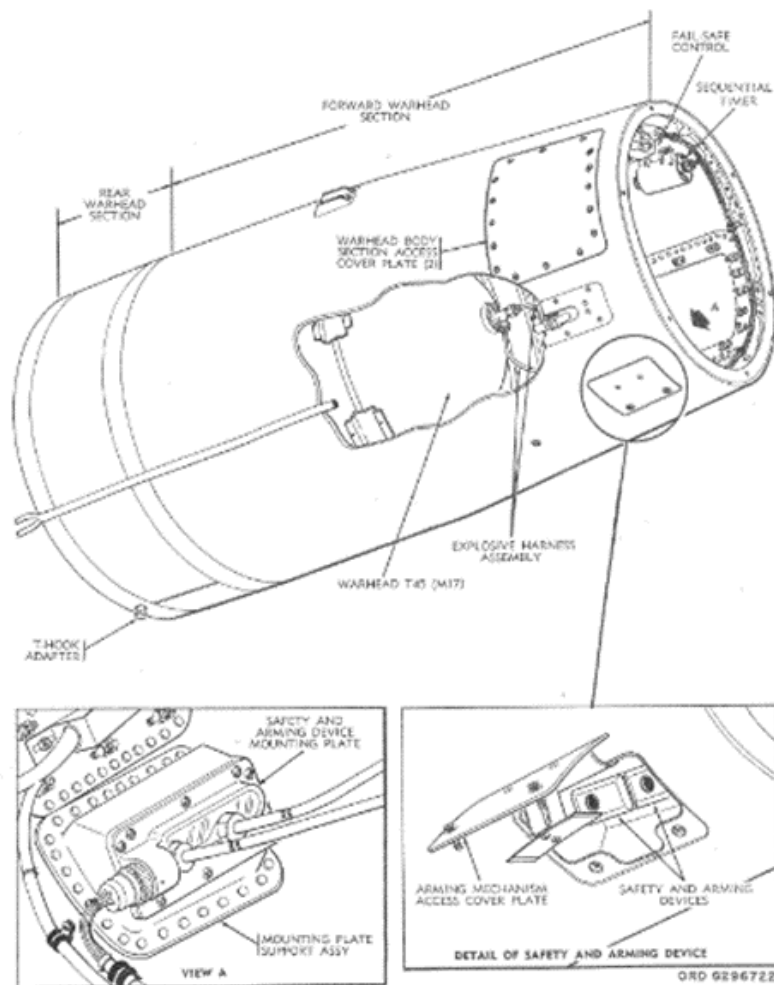 FAIL-SAFE
CONTROL
SEQUENTIAL
TIMER
FORWARD WARHEAD
SECTION
REAR
WARHEAD
SECTION
WARHEAD BODY
SECTION ACCESS
COVER PLATE (2)
A
EXPLOSIVE HARNESS
ASSEMBLY
WARHEAD T45 (M17)
T-HOOK
ADAPTER
SAFETY AND
ARMING DEVICE
MOUNTING PLATE
MOUNTING PLATE
SUPPORT ASSY
VIEW A
ARMING MECHANISM
ACCESS COVER PLATE
SAFETY AND ARMING
DEVICES
DETAIL OF SAFETY AND ARMING DEVICE
ORD G296722